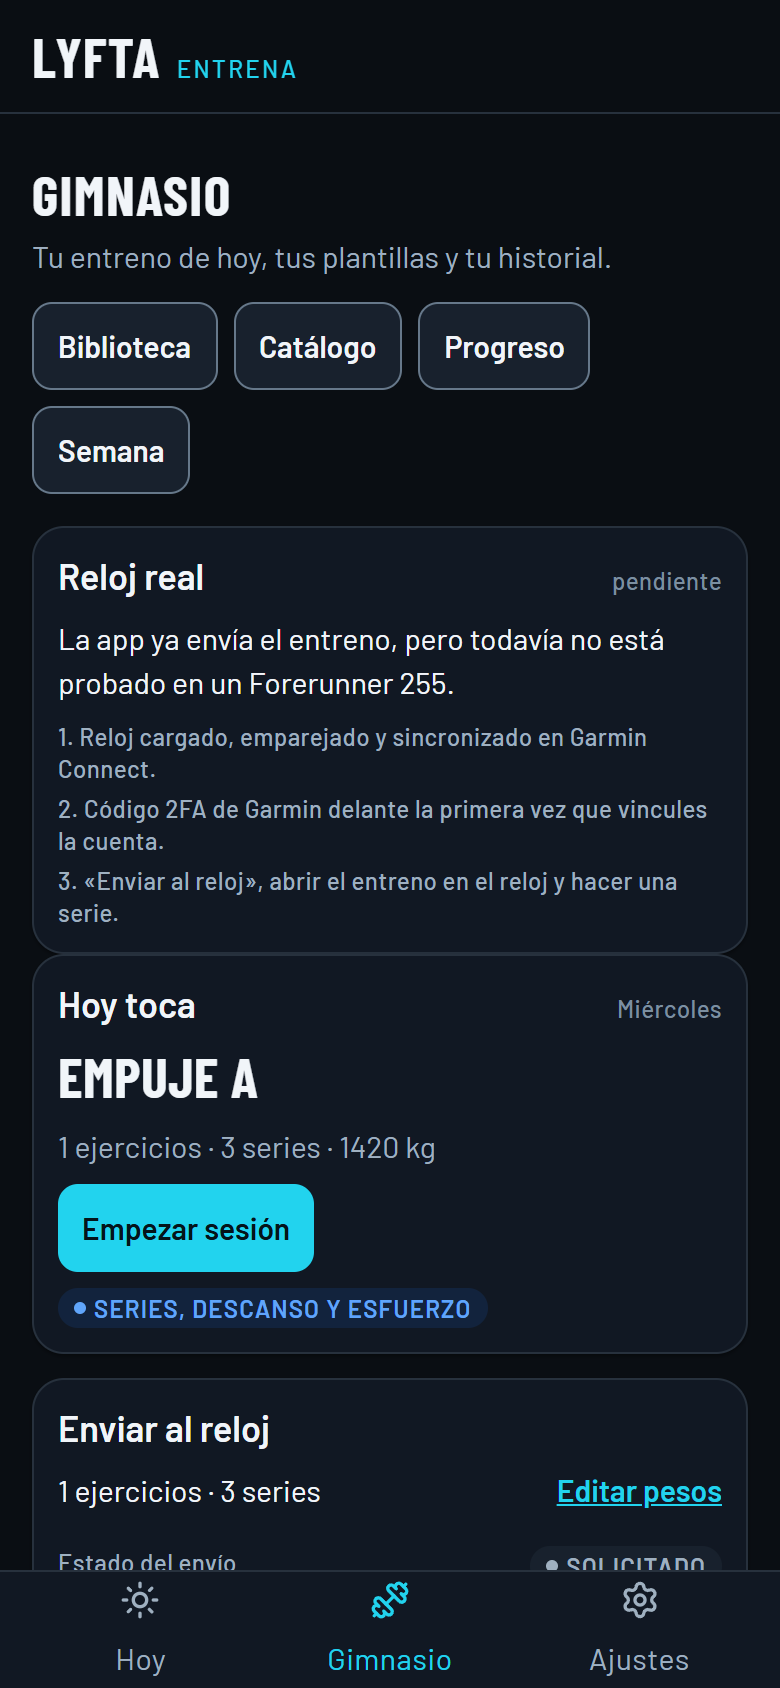 LYFTA ENTRENA
GIMNASIO
Tu entreno de hoy, tus plantillas y tu historial.
Biblioteca Catálogo Progreso
Semana
Reloj real pendiente
La app ya envía el entreno, pero todavía no está
probado en un Forerunner 255.
1. Reloj cargado, emparejado y sincronizado en Garmin
Connect.
2. Código 2FA de Garmin delante la primera vez que vincules
la cuenta.
3. «Enviar al reloj», abrir el entreno en el reloj y hacer una
serie.
Hoy toca Miércoles
EMPUJE A
1 ejercicios · 3 series · 1420 kg
Empezar sesión
SERIES, DESCANSO Y ESFUERZO
Enviar al reloj
1 ejercicios · 3 series Editar pesos
Estado del envío SOLICITADO
Hoy Gimnasio Ajustes